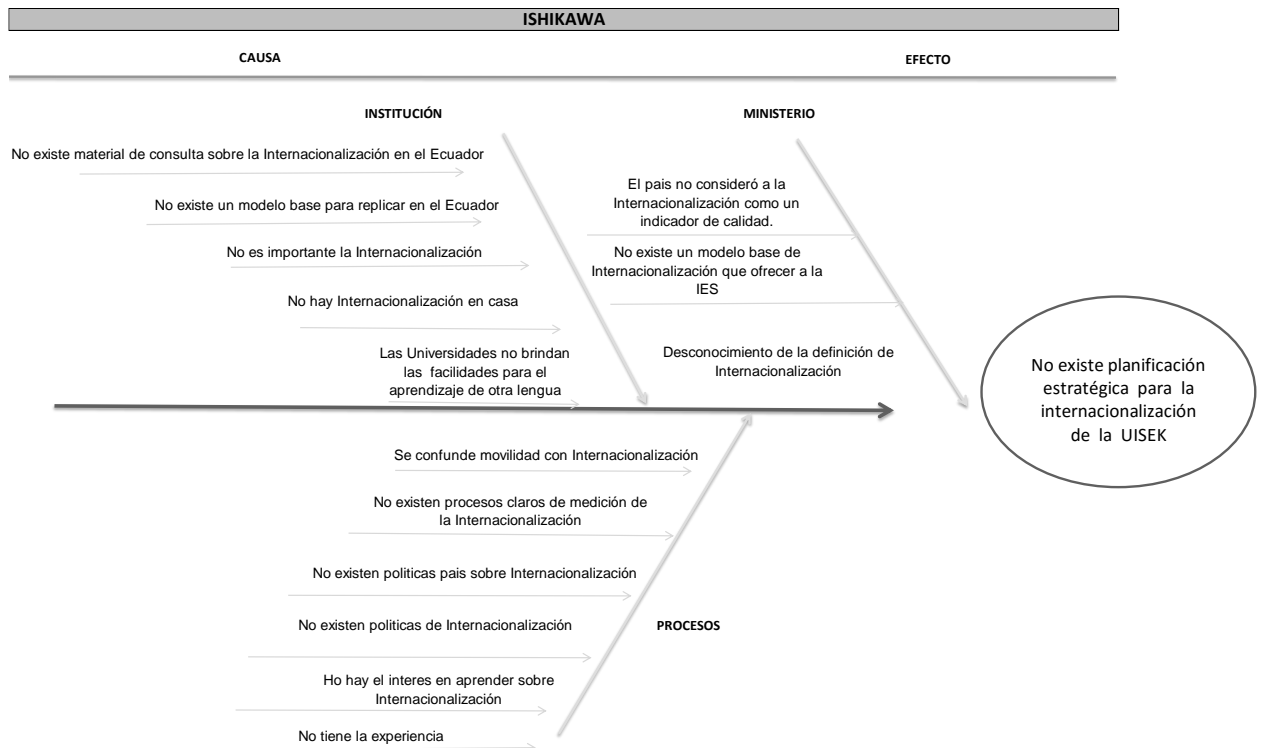 ISHIKAWA
CAUSA
EFECTO
INSTITUCIÓN
MINISTERIO
No existe material de consulta sobre la Internacionalización en el Ecuador
No existe un modelo base para replicar en el Ecuador
No es importante la Internacionalización
No hay Internacionalización en casa
Las Universidades no brindan
las facilidades para el
aprendizaje de otra lengua
El pais no consideró a la
Internacionalización como un
indicador de calidad.
No existe un modelo base de
Internacionalización que ofrecer a la
IES
Desconocimiento de la definición de
Internacionalización
No existe planificación
estratégica para la
internacionalización
de la UISEK
Se confunde movilidad con Internacionalización
No existen procesos claros de medición de
la Internacionalización
No existen politicas pais sobre Internacionalización
No existen politicas de Internacionalización
PROCESOS
Ho hay el interes en aprender sobre
Internacionalización
No tiene la experiencia